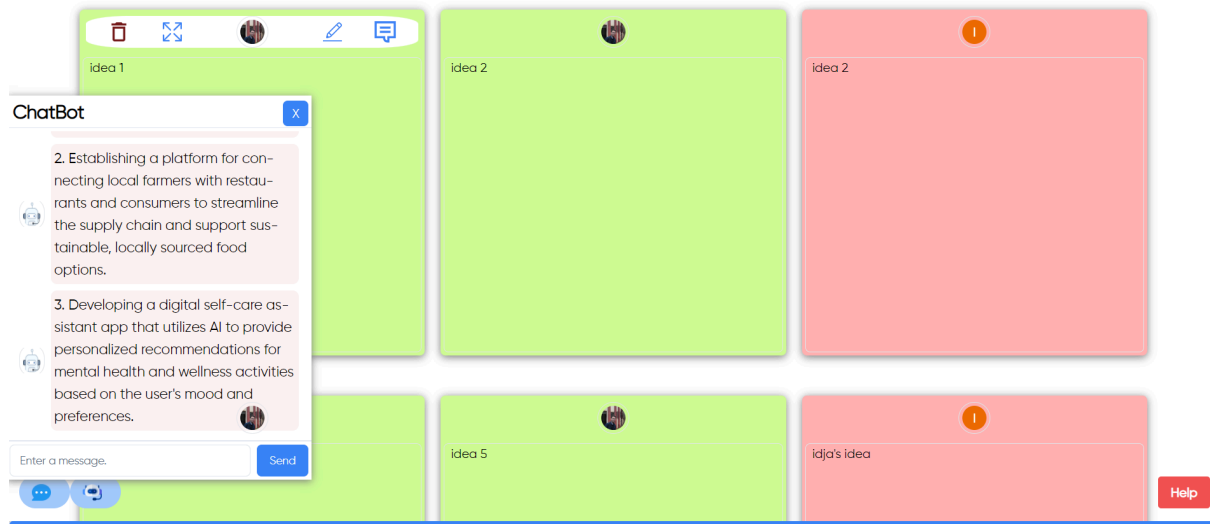 idea 1
idea 2
I
idea 2
ChatBot
X
2. Establishing a platform for con-
necting local farmers with restau-
rants and consumers to streamline
the supply chain and support sus-
tainable, locally sourced food
options.
3. Developing a digital self-care as-
sistant app that utilizes AI to provide
personalized recommendations for
mental health and wellness activities
based on the user's mood and
preferences.
Enter a message.
Send
idea 5
I
idja's idea
Help